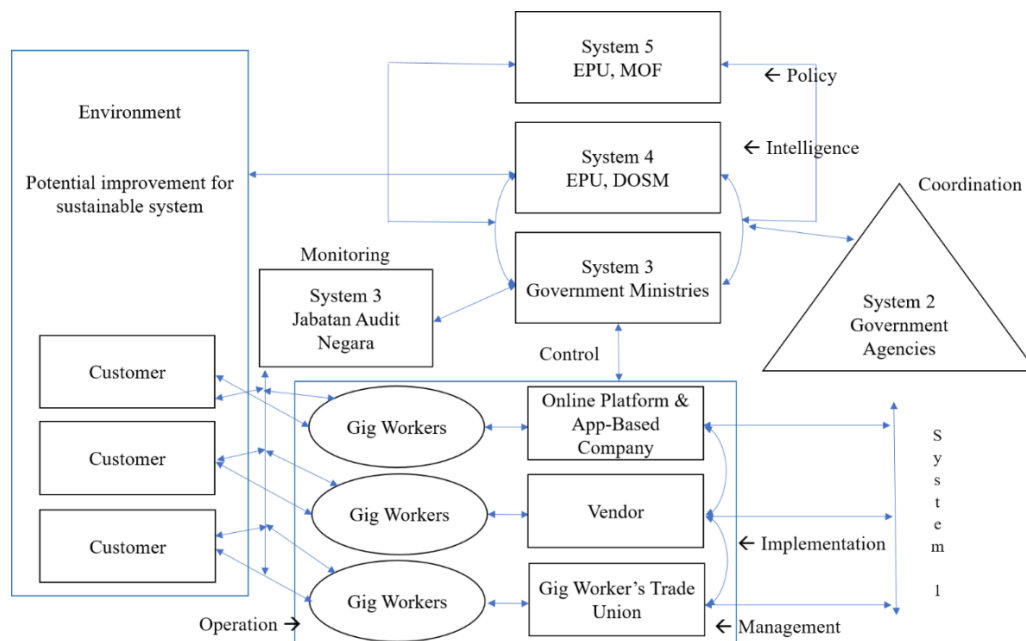 System 5
EPU, MOF
← Policy
Environment
Potential improvement for
sustainable system
System 4
EPU, DOSM
← Intelligence
Coordination
Monitoring
System 3
Jabatan Audit
Negara
System 3
Government Ministries
System 2
Government
Agencies
Control
Customer
Customer
Customer
Gig Workers
Gig Workers
Gig Workers
Online Platform &
App-Based
Company
Vendor
Gig Worker’s Trade
Union
← Implementation
Operation →
← Management
S
y
s
t
e
m
1